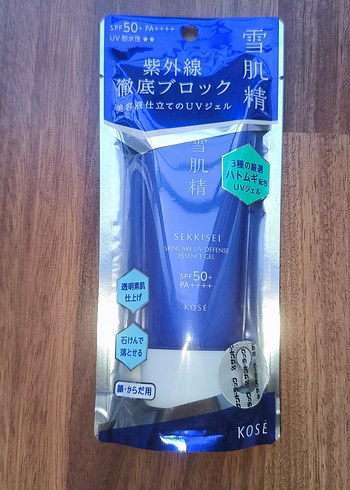 SPF50+ PA++++
UV 耐水性★★
雪肌精
紫外線
徹底ブロック
美容液仕立てのUVジェル
3種の厳選
ハトムギ配合
UVジェル
雪肌精
SEKKISEI
SKINCARE UV DEFENSE
ESSENCE GEL
SPF50+
PA++++
KOSÉ
透明素肌
仕上げ
石けんで
落とせる
顔・からだ用
KOSÉ